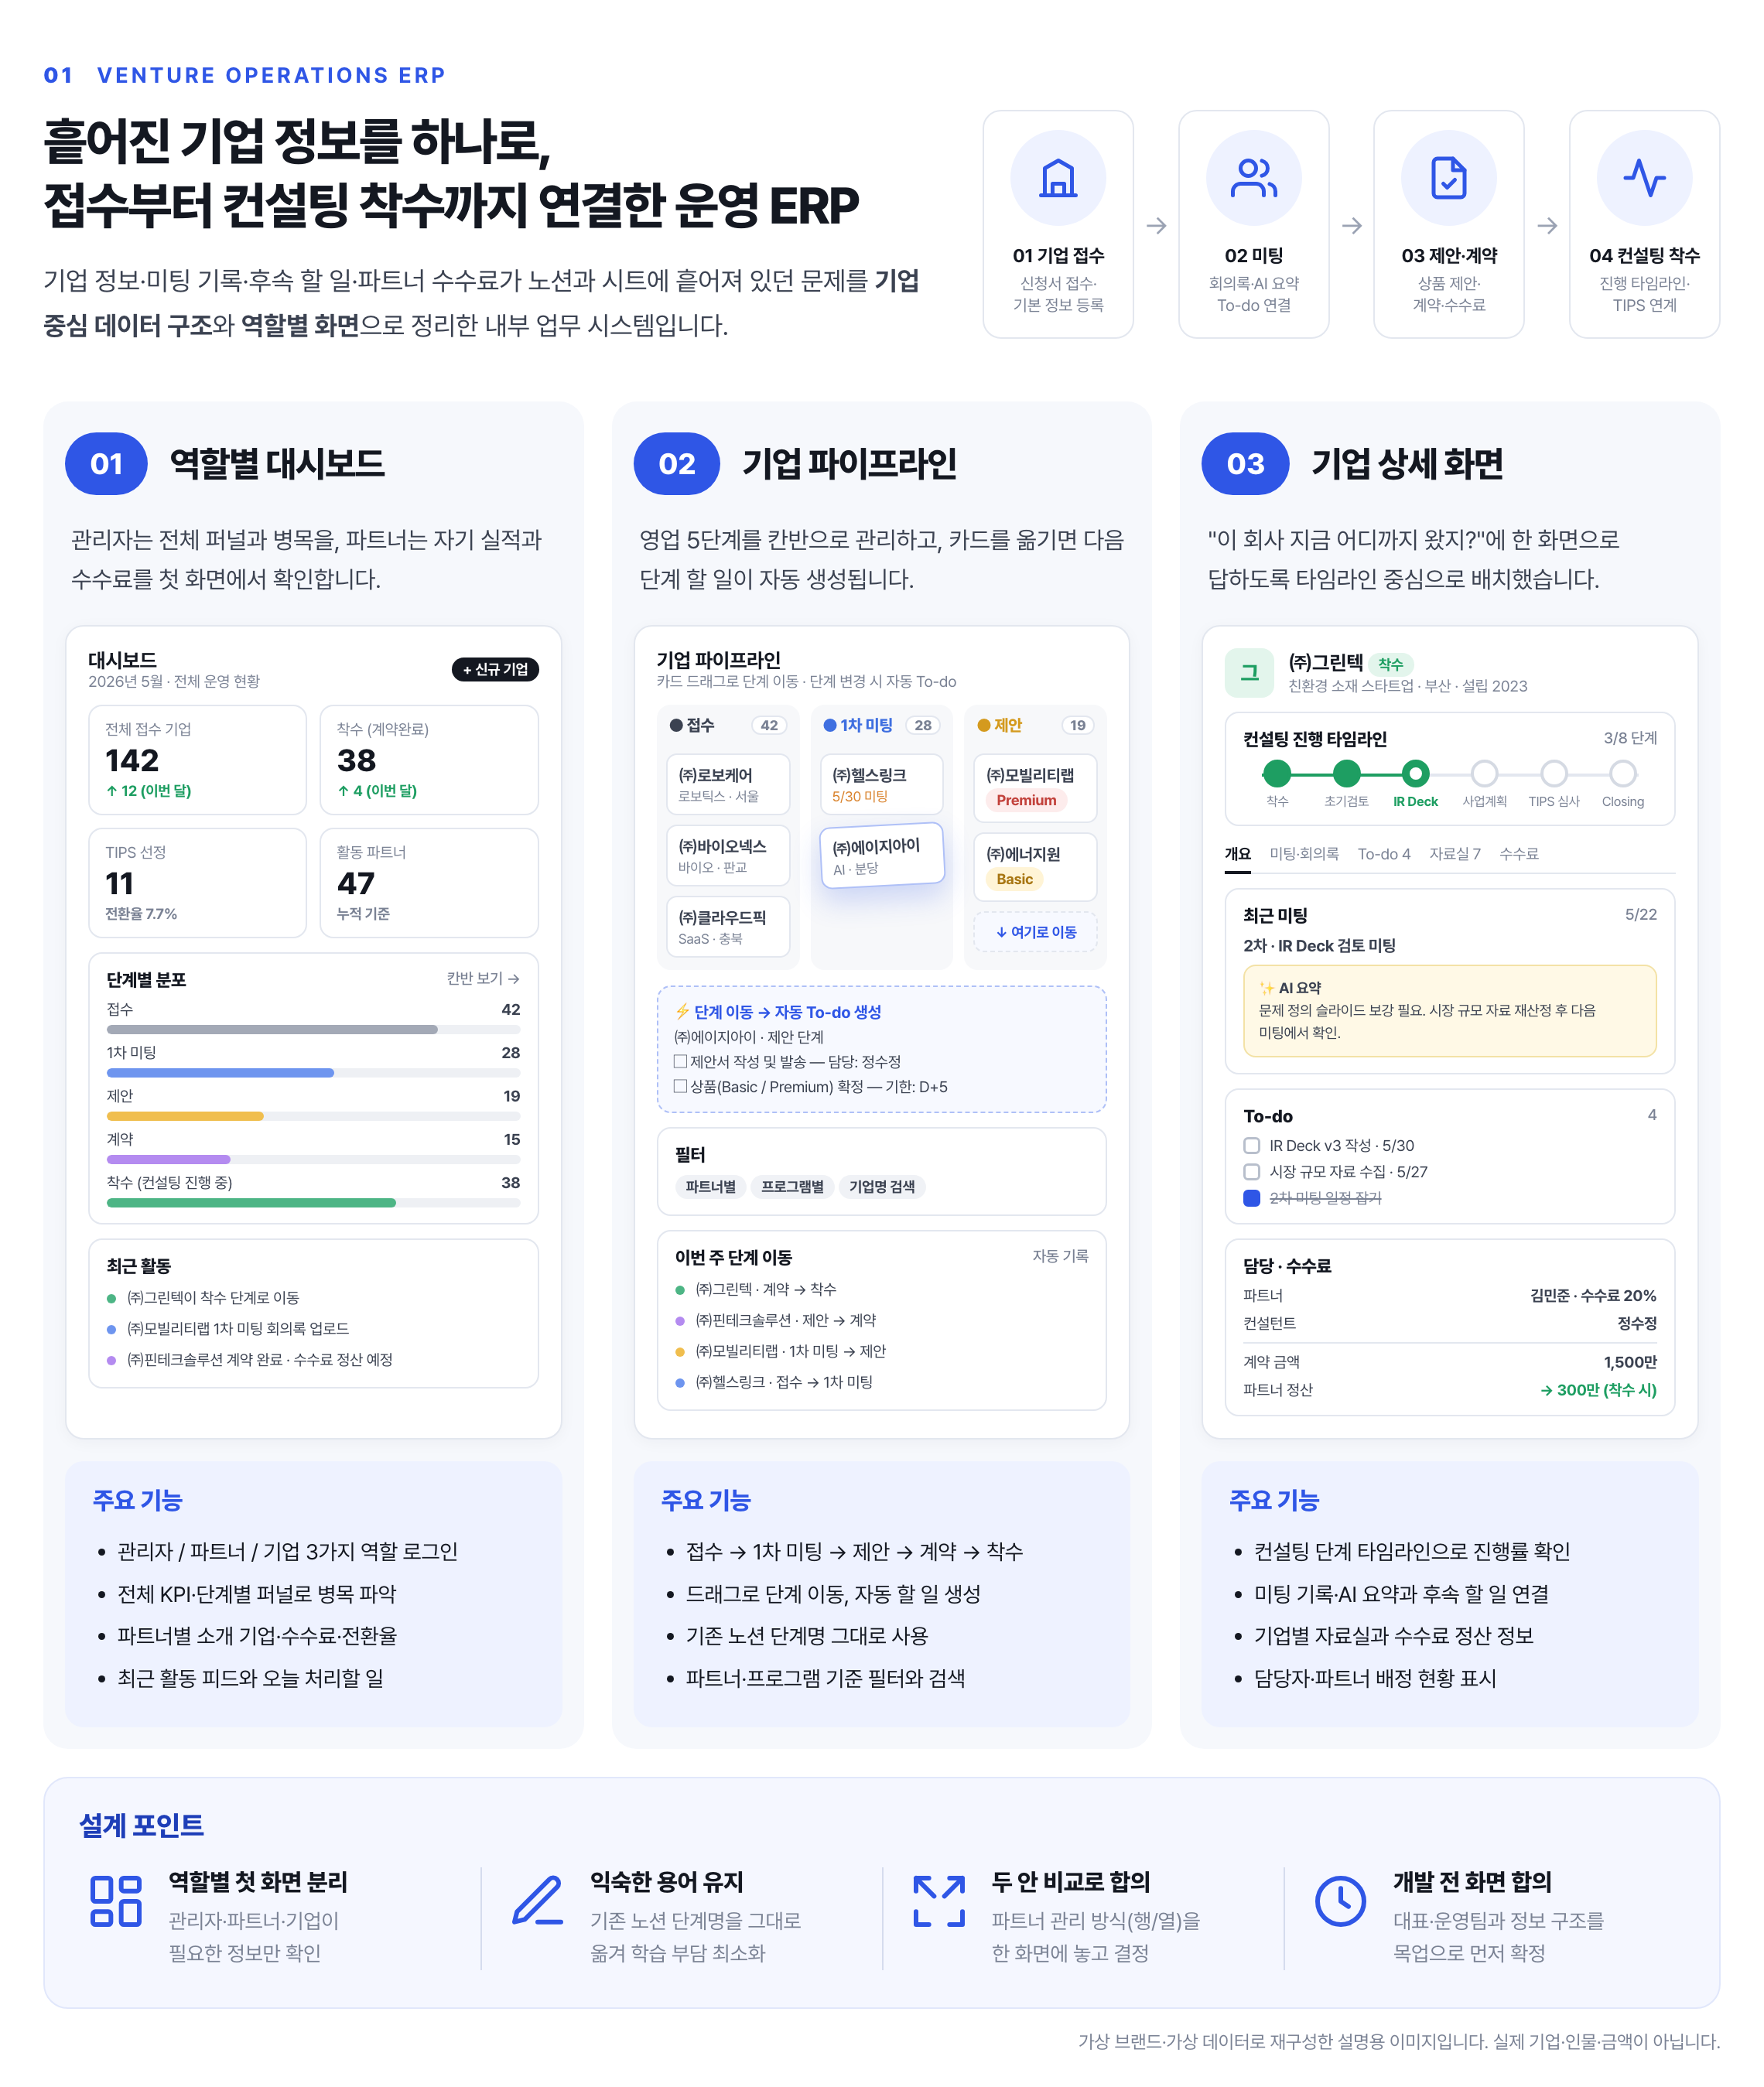 01 VENTURE OPERATIONS ERP
흩어진 기업 정보를 하나로,
접수부터 컨설팅 착수까지 연결한 운영 ERP
기업 정보·미팅 기록·후속 할 일·파트너 수수료가 노션과 시트에 흩어져 있던 문제를 기업
중심 데이터 구조와 역할별 화면으로 정리한 내부 업무 시스템입니다.
01 기업 접수
신청서 접수·
기본 정보 등록
→
02 미팅
회의록·AI 요약
To-do 연결
→
03 제안·계약
상품 제안·
계약·수수료
→
04 컨설팅 착수
진행 타임라인·
TIPS 연계
01 역할별 대시보드
관리자는 전체 퍼널과 병목을, 파트너는 자기 실적과
수수료를 첫 화면에서 확인합니다.
대시보드
2026년 5월 · 전체 운영 현황
+ 신규 기업
전체 접수 기업
142
↑ 12 (이번 달)
착수 (계약완료)
38
↑ 4 (이번 달)
TIPS 선정
11
전환율 7.7%
활동 파트너
47
누적 기준
단계별 분포 칸반 보기 →
접수 42
1차 미팅 28
제안 19
계약 15
착수 (컨설팅 진행 중) 38
최근 활동
㈜그린텍이 착수 단계로 이동
㈜모빌리티랩 1차 미팅 회의록 업로드
㈜핀테크솔루션 계약 완료 · 수수료 정산 예정
주요 기능
• 관리자 / 파트너 / 기업 3가지 역할 로그인
• 전체 KPI·단계별 퍼널로 병목 파악
• 파트너별 소개 기업·수수료·전환율
• 최근 활동 피드와 오늘 처리할 일
02 기업 파이프라인
영업 5단계를 칸반으로 관리하고, 카드를 옮기면 다음
단계 할 일이 자동 생성됩니다.
기업 파이프라인
카드 드래그로 단계 이동 · 단계 변경 시 자동 To-do
접수 42
㈜로보케어
로보틱스 · 서울
㈜바이오넥스
바이오 · 판교
㈜클라우드픽
SaaS · 충북
1차 미팅 28
㈜헬스링크
5/30 미팅
㈜에이지아이
AI · 분당
제안 19
㈜모빌리티랩
Premium
㈜에너지원
Basic
↓ 여기로 이동
⚡ 단계 이동 → 자동 To-do 생성
㈜에이지아이 · 제안 단계
☐ 제안서 작성 및 발송 — 담당: 정수정
☐ 상품(Basic / Premium) 확정 — 기한: D+5
필터
파트너별 프로그램별 기업명 검색
이번 주 단계 이동 자동 기록
㈜그린텍 · 계약 → 착수
㈜핀테크솔루션 · 제안 → 계약
㈜모빌리티랩 · 1차 미팅 → 제안
㈜헬스링크 · 접수 → 1차 미팅
주요 기능
• 접수 → 1차 미팅 → 제안 → 계약 → 착수
• 드래그로 단계 이동, 자동 할 일 생성
• 기존 노션 단계명 그대로 사용
• 파트너·프로그램 기준 필터와 검색
03 기업 상세 화면
"이 회사 지금 어디까지 왔지?"에 한 화면으로
답하도록 타임라인 중심으로 배치했습니다.
그
㈜그린텍 착수
친환경 소재 스타트업 · 부산 · 설립 2023
컨설팅 진행 타임라인 3/8 단계
착수 초기검토 IR Deck 사업계획 TIPS 심사 Closing
개요 미팅·회의록 To-do 4 자료실 7 수수료
최근 미팅 5/22
2차 · IR Deck 검토 미팅
✨ AI 요약
문제 정의 슬라이드 보강 필요. 시장 규모 자료 재산정 후 다음
미팅에서 확인.
To-do 4
IR Deck v3 작성 · 5/30
시장 규모 자료 수집 · 5/27
2차 미팅 일정 잡기
담당 · 수수료
파트너 김민준 · 수수료 20%
컨설턴트 정수정
계약 금액 1,500만
파트너 정산 → 300만 (착수 시)
주요 기능
• 컨설팅 단계 타임라인으로 진행률 확인
• 미팅 기록·AI 요약과 후속 할 일 연결
• 기업별 자료실과 수수료 정산 정보
• 담당자·파트너 배정 현황 표시
설계 포인트
역할별 첫 화면 분리
관리자·파트너·기업이
필요한 정보만 확인
익숙한 용어 유지
기존 노션 단계명을 그대로
옮겨 학습 부담 최소화
두 안 비교로 합의
파트너 관리 방식(행/열)을
한 화면에 놓고 결정
개발 전 화면 합의
대표·운영팀과 정보 구조를
목업으로 먼저 확정
가상 브랜드·가상 데이터로 재구성한 설명용 이미지입니다. 실제 기업·인물·금액이 아닙니다.